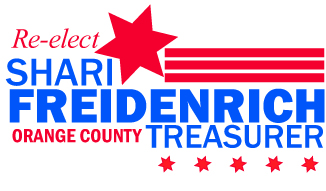 Re-elect
SHARI
FREIDENRICH
ORANGE COUNTY TREASURER